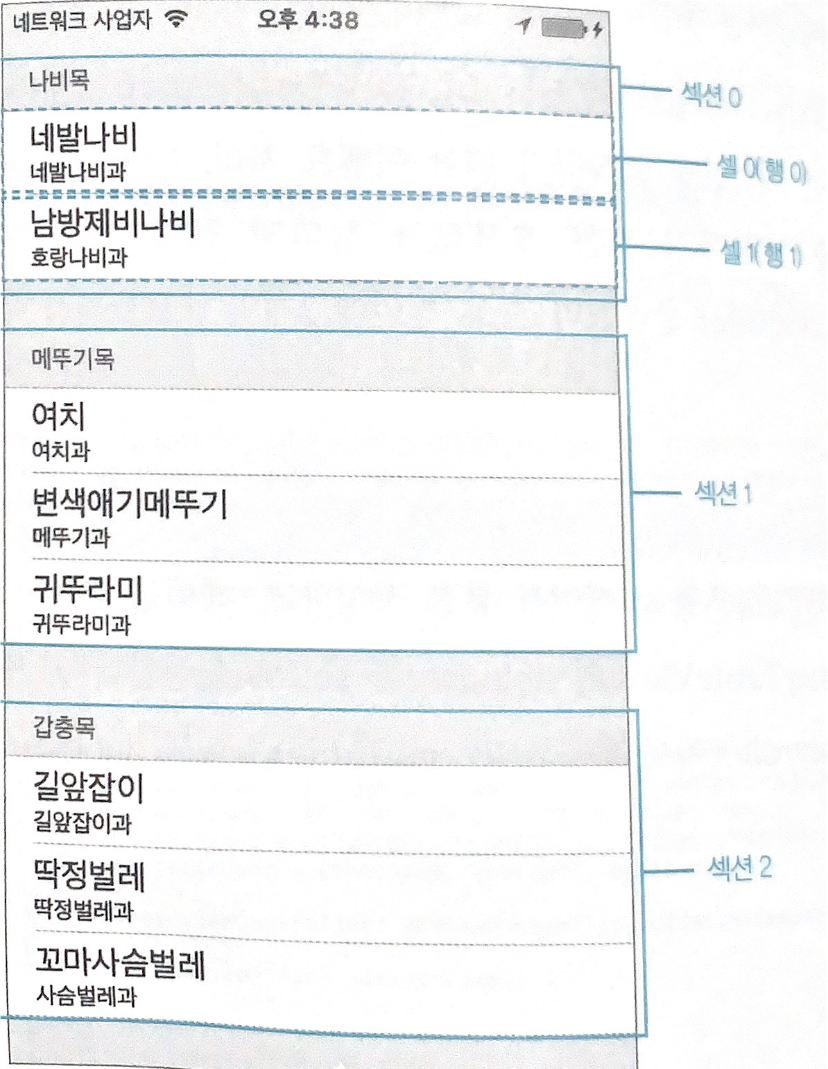 네트워크 사업자 오후 4:38
나비목
섹션 0
네발나비
네발나비과
셀 0(행 0)
남방제비나비
호랑나비과
셀 1(행 1)
메뚜기목
여치
여치과
섹션 1
변색애기메뚜기
메뚜기과
귀뚜라미
귀뚜라미과
갑충목
길앞잡이
길앞잡이과
딱정벌레
딱정벌레과
섹션 2
꼬마사슴벌레
사슴벌레과